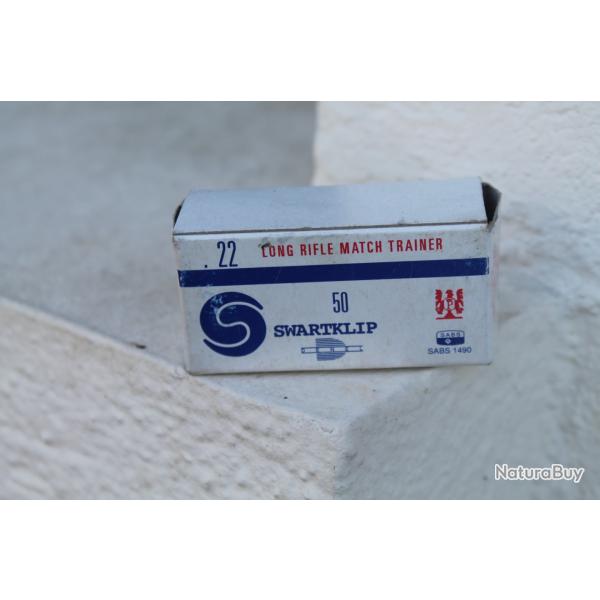 .22 LONG RIFLE MATCH TRAINER
50
SWARTKLIP
P
SABS
SABS 1490
NaturaBuy